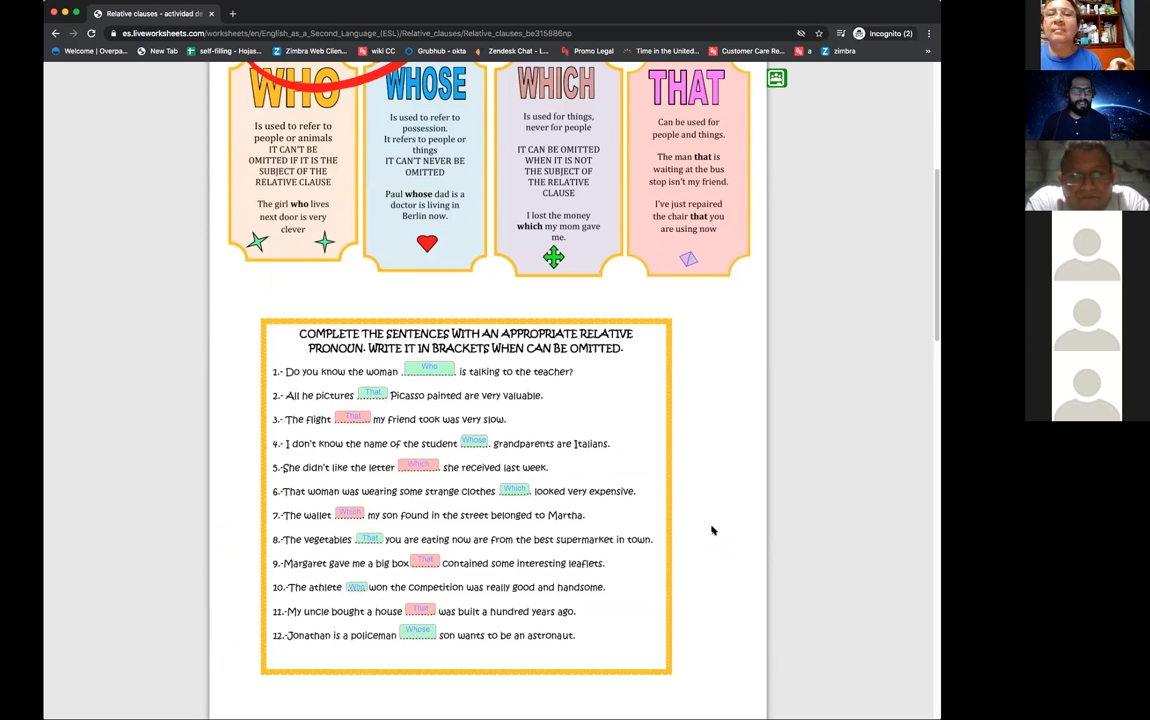 Relative clauses - actividad de
es.liveworksheets.com/worksheets/en/English_as_a_Second_Language_(ESL)/Relative_clauses/Relative_clauses_be315886np
Incognito (2)
Welcome | Overpa...
New Tab
self-filling - Hojas...
Zimbra Web Clien...
wiki CC
Grubhub - okta
Zendesk Chat - L...
Promo Legal
Time in the United...
Customer Care Re...
a
zimbra
WHO
Is used to refer to
people or animals
IT CAN'T BE
OMITTED IF IT IS THE
SUBJECT OF THE
RELATIVE CLAUSE
The girl who lives
next door is very
clever
WHOSE
Is used to refer to
possession.
It refers to people or
things
IT CAN'T NEVER BE
OMITTED
Paul whose dad is a
doctor is living in
Berlin now.
WHICH
Is used for things,
never for people
IT CAN BE OMITTED
WHEN IT IS NOT
THE SUBJECT OF
THE RELATIVE
CLAUSE
I lost the money
which my mom gave
me.
THAT
Can be used for
people and things.
The man that is
waiting at the bus
stop isn't my friend.
I've just repaired
the chair that you
are using now
COMPLETE THE SENTENCES WITH AN APPROPRIATE RELATIVE
PRONOUN. WRITE IT IN BRACKETS WHEN CAN BE OMITTED.
1.- Do you know the woman Who is talking to the teacher?
2.- All he pictures That Picasso painted are very valuable.
3.- The flight That my friend took was very slow.
4.- I don't know the name of the student Whose grandparents are Italians.
5.-She didn't like the letter Which she received last week.
6.-That woman was wearing some strange clothes Which looked very expensive.
7.-The wallet Which my son found in the street belonged to Martha.
8.-The vegetables That you are eating now are from the best supermarket in town.
9.-Margaret gave me a big box That contained some interesting leaflets.
10.-The athlete Who won the competition was really good and handsome.
11.-My uncle bought a house That was built a hundred years ago.
12.-Jonathan is a policeman Whose son wants to be an astronaut.